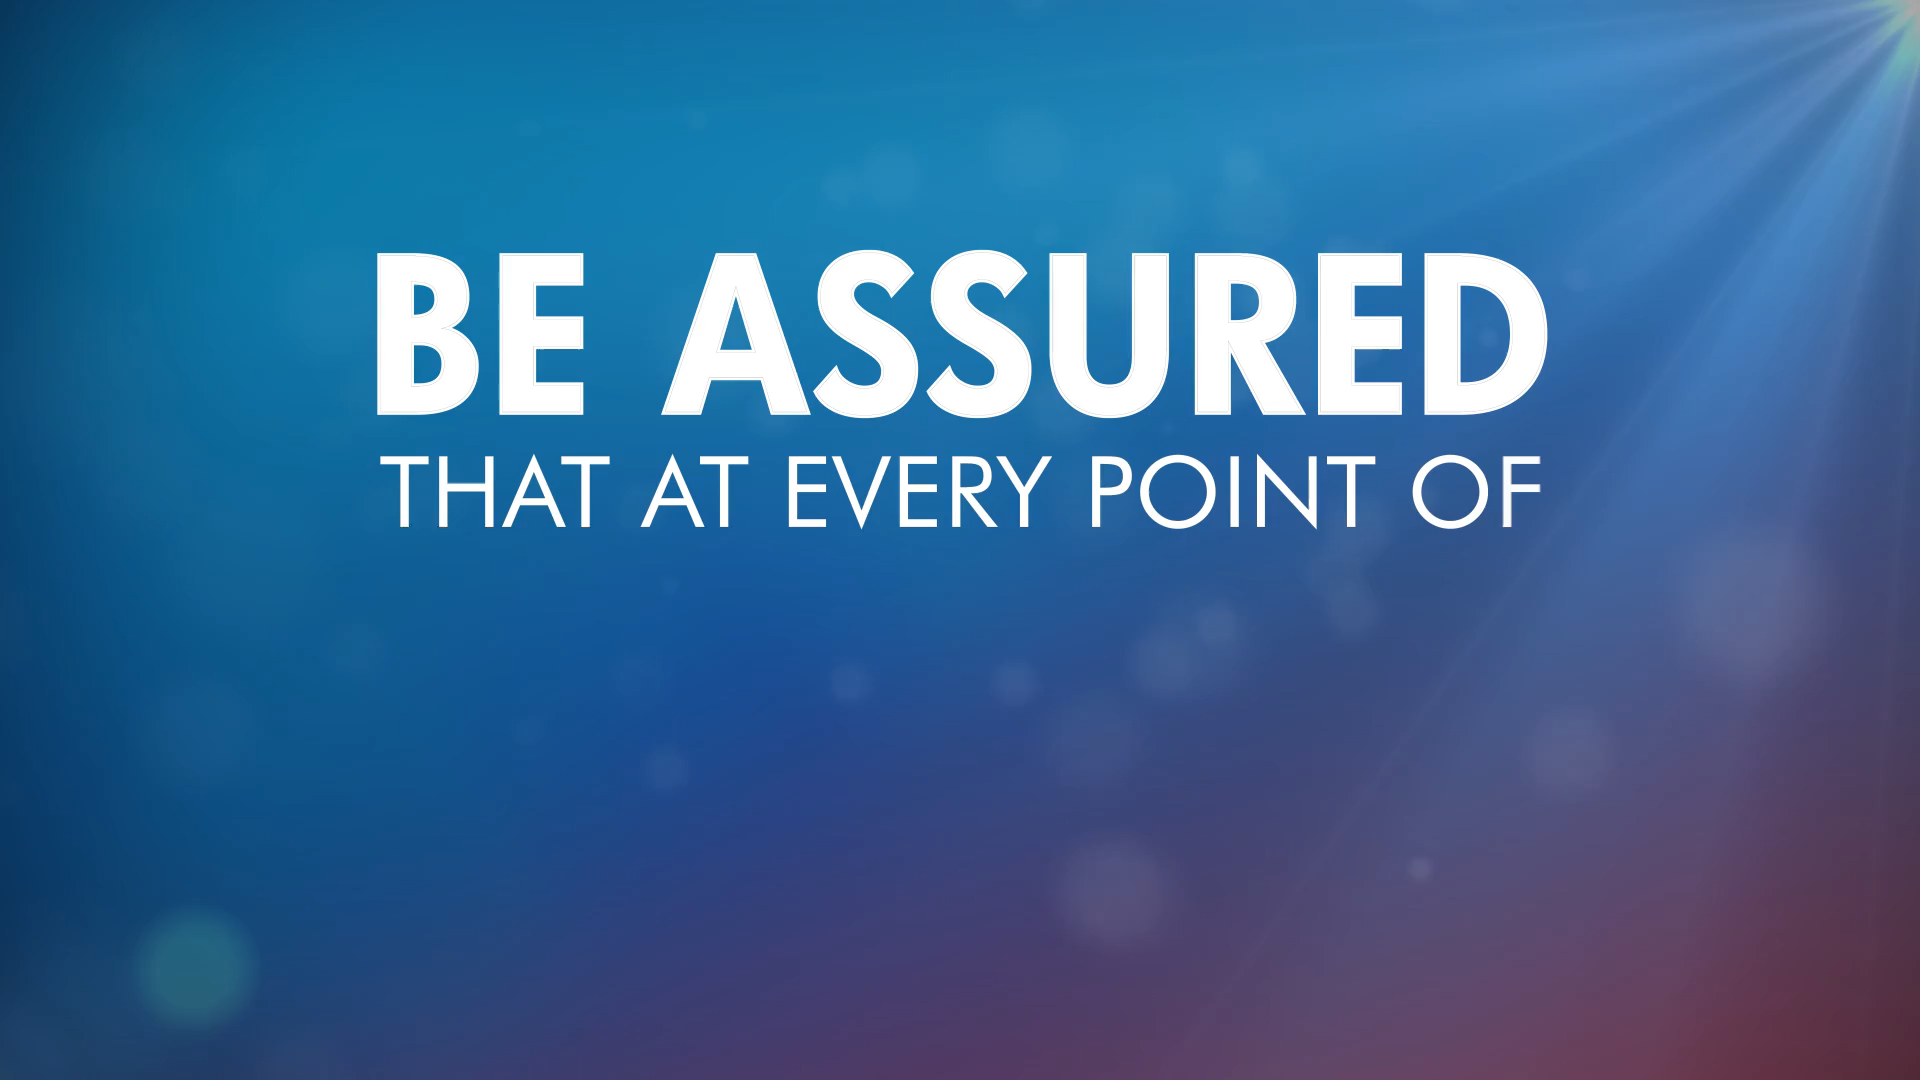 BE ASSURED
THAT AT EVERY POINT OF